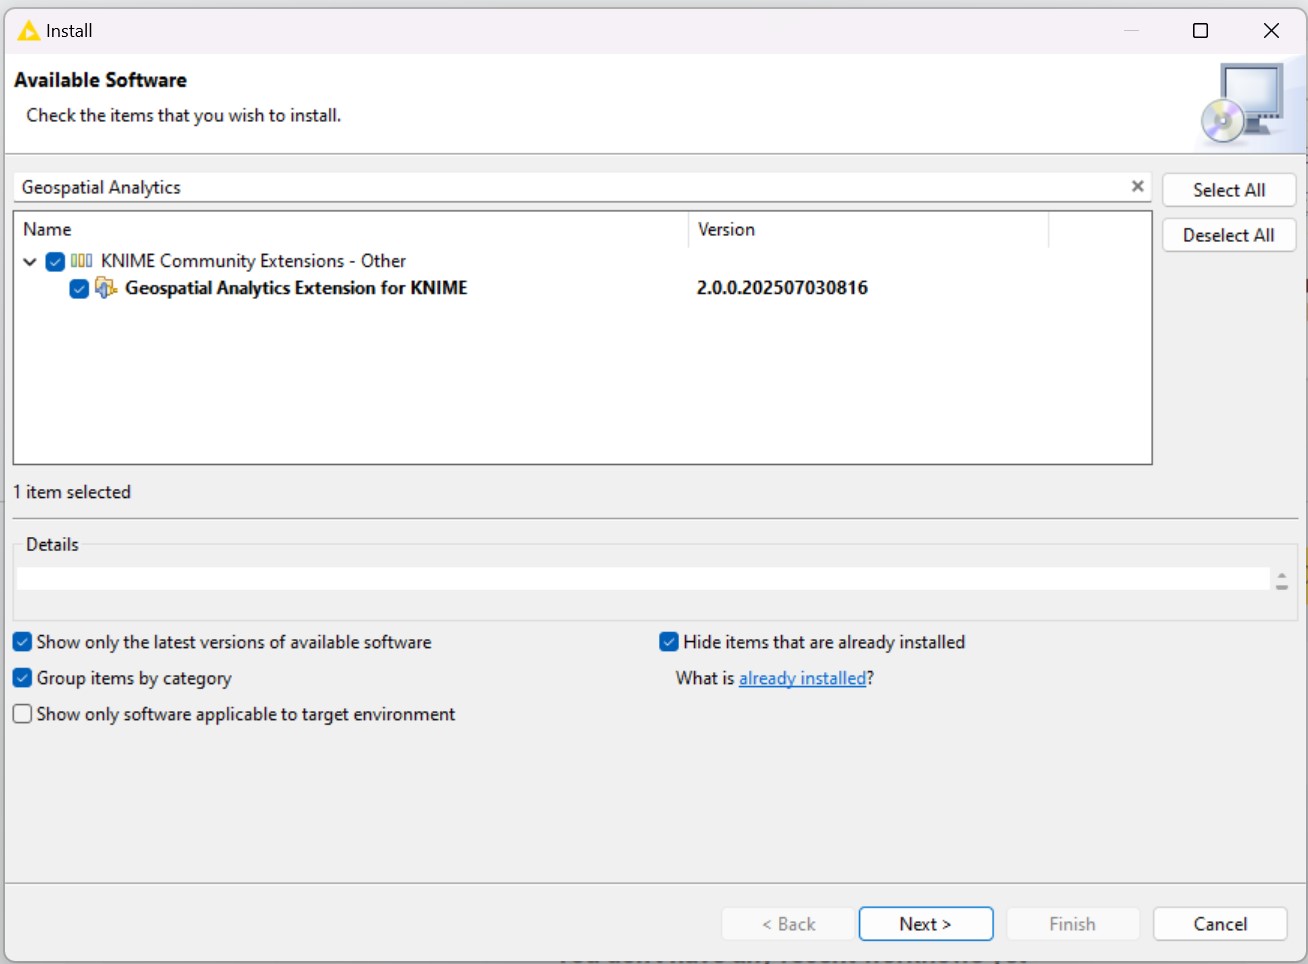 Install
Available Software
Check the items that you wish to install.
Geospatial Analytics
Select All
Deselect All
Name Version
KNIME Community Extensions - Other
Geospatial Analytics Extension for KNIME 2.0.0.202507030816
1 item selected
Details
Show only the latest versions of available software
Hide items that are already installed
Group items by category
What is already installed?
Show only software applicable to target environment
< Back Next > Finish Cancel